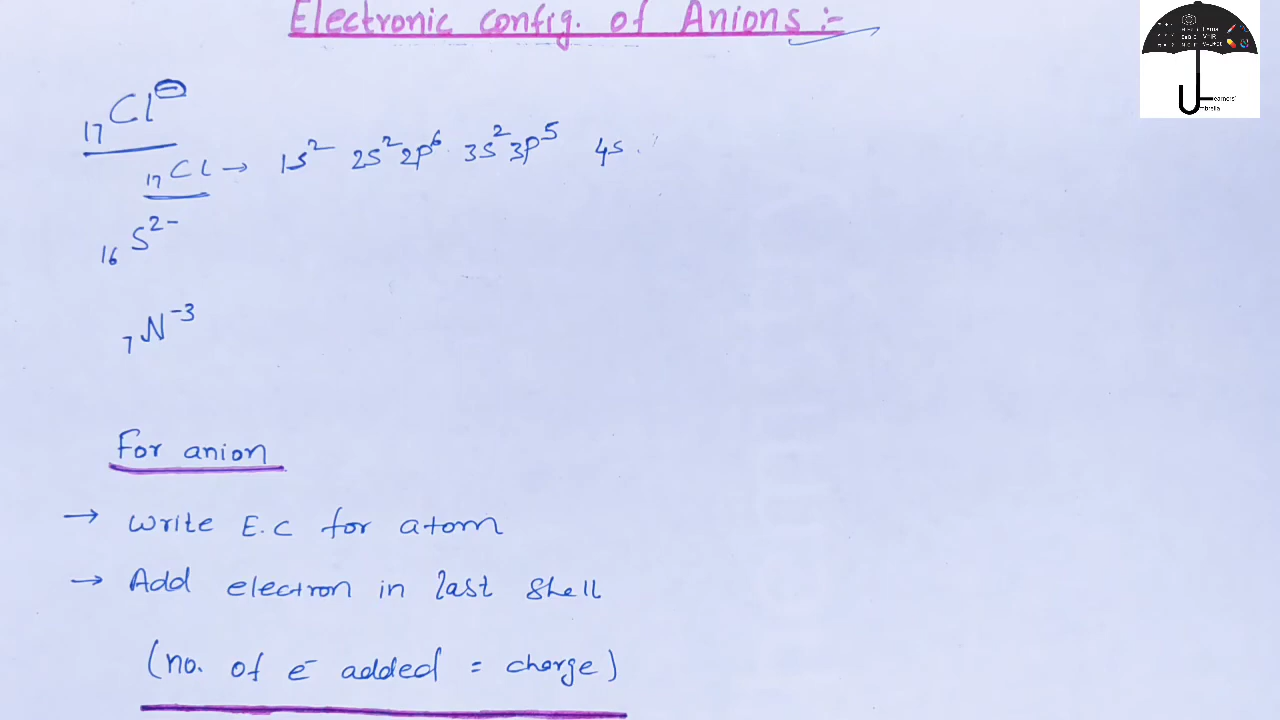 Electronic config. of Anions :-
₁₇Cl⊖
₁₇Cl → 1s² 2s² 2p⁶ 3s² 3p⁵ 4s
₁₆S²⁻
₇N⁻³
For anion
→ Write E.C for atom
→ Add electron in last shell
(no. of e⁻ added = charge)